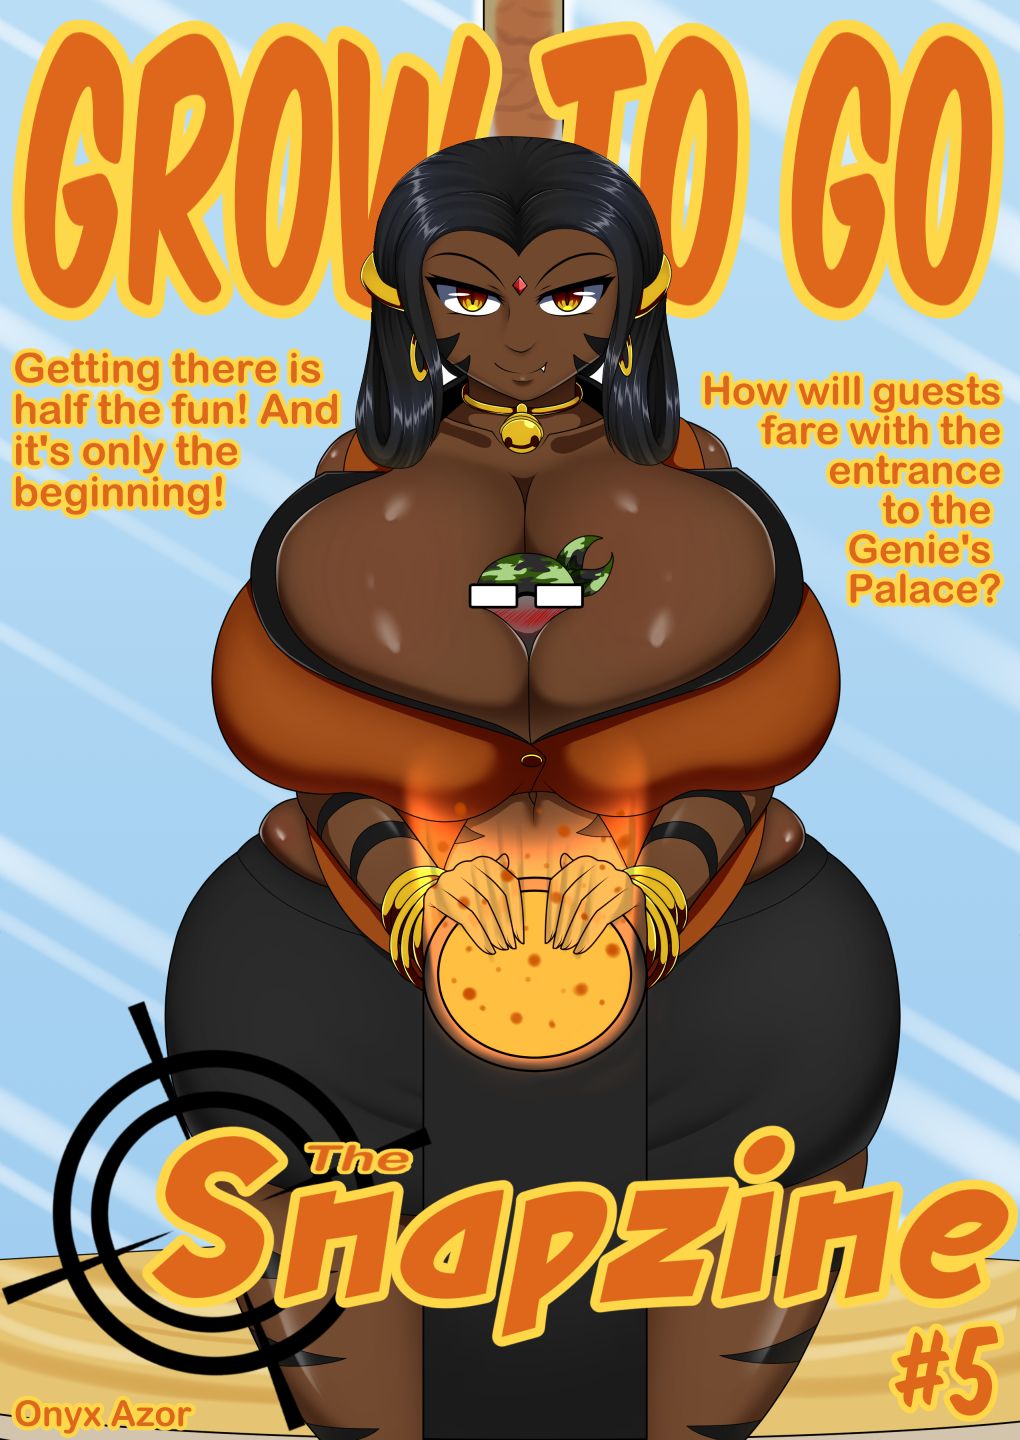 GROW TO GO
Getting there is
half the fun! And
it's only the
beginning!
How will guests
fare with the
entrance
to the
Genie's
Palace?
The
Snapzine
#5
Onyx Azor